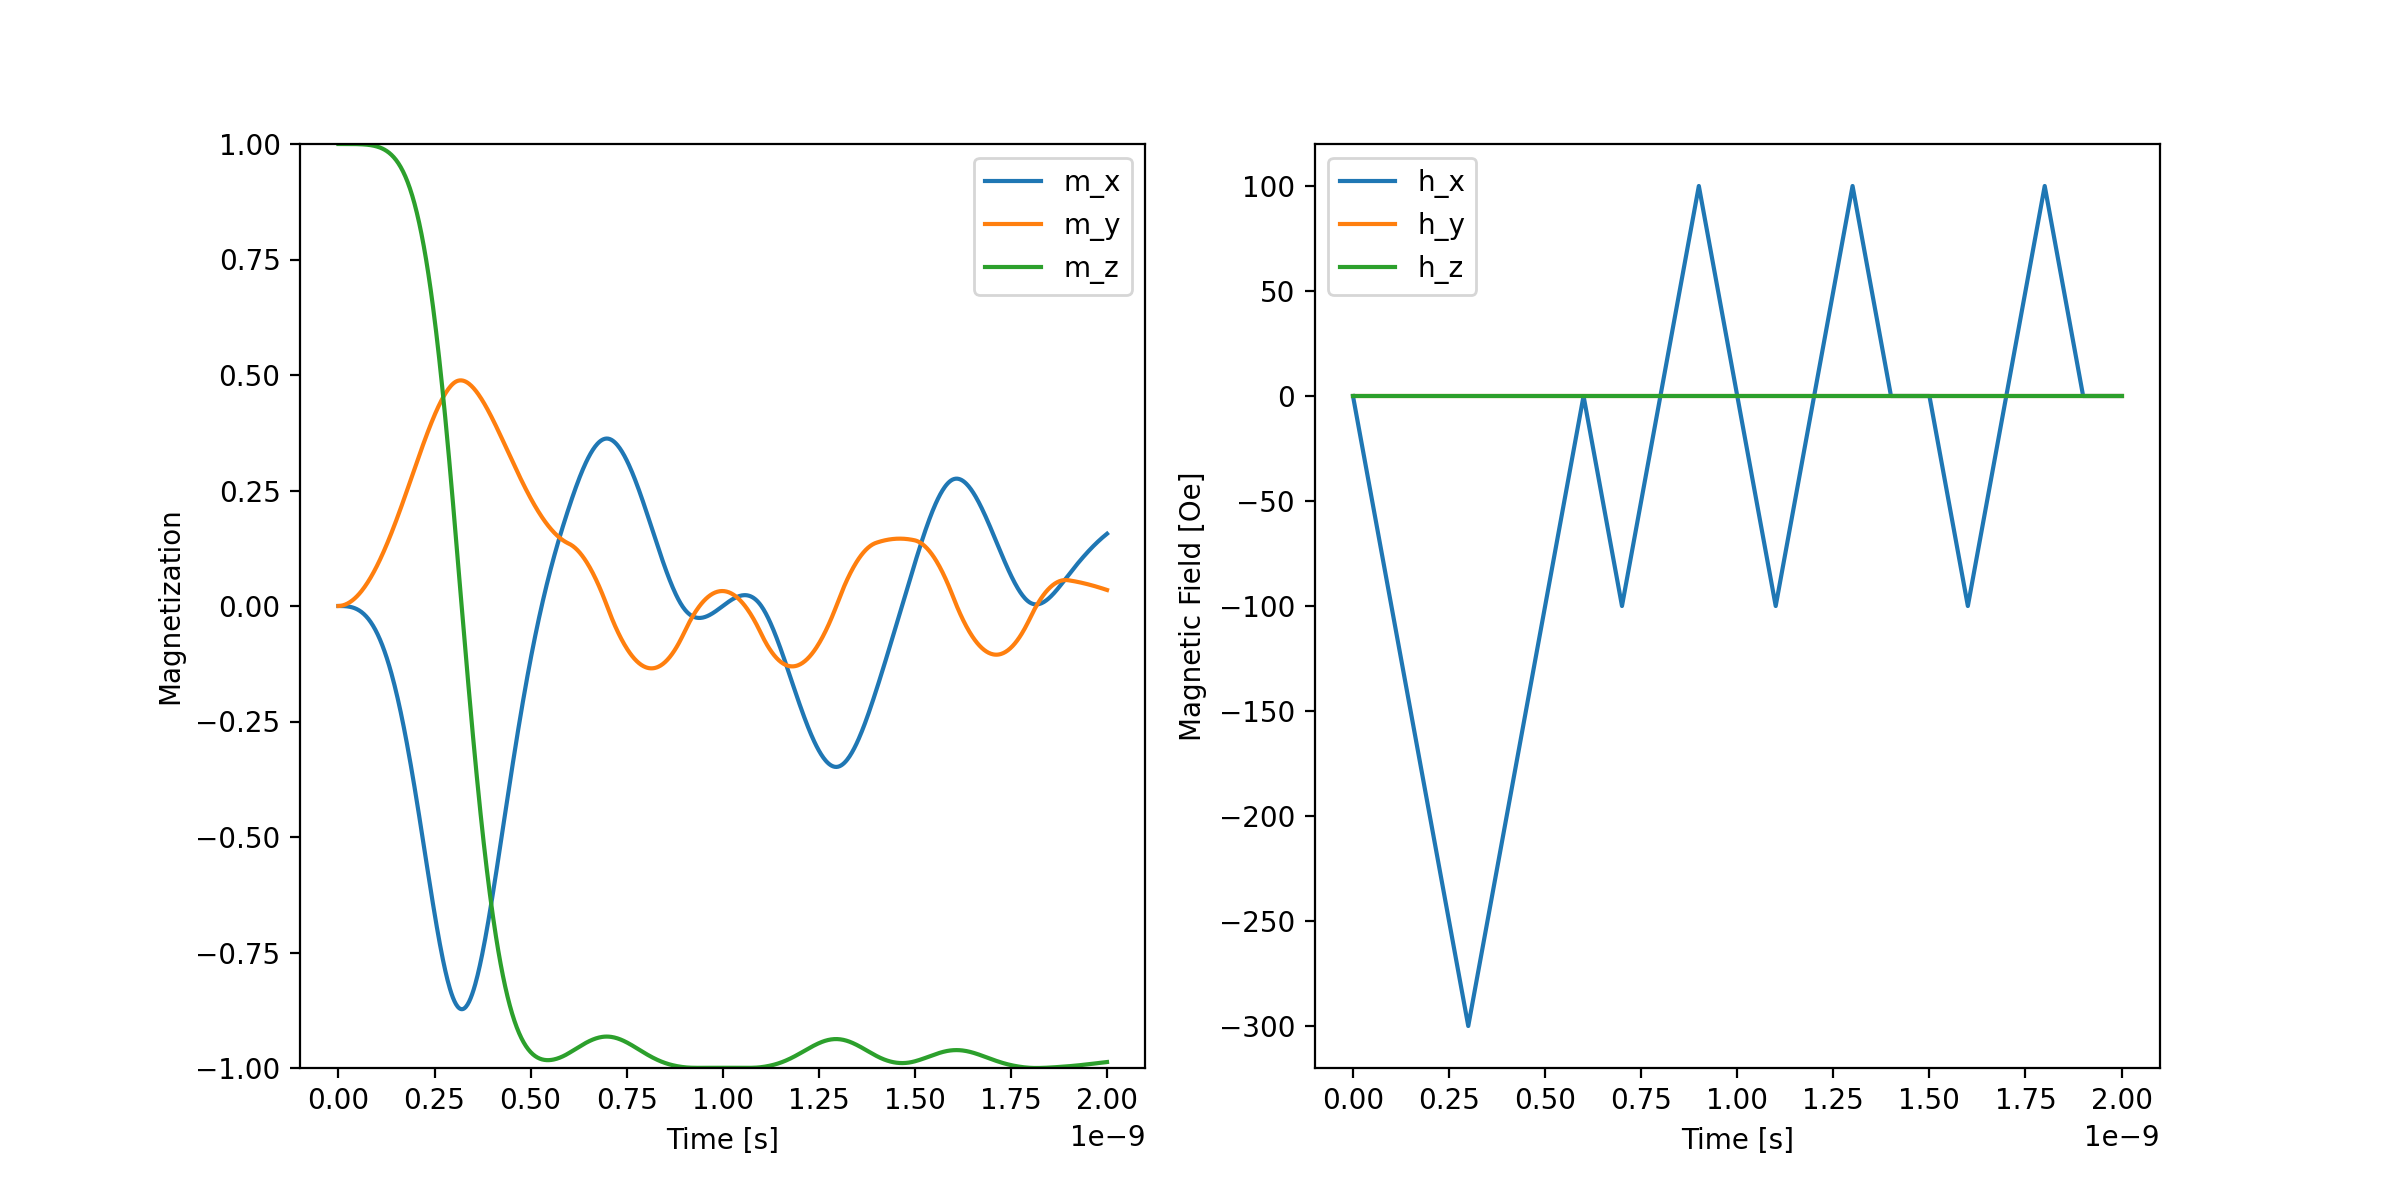 1.00
0.75
0.50
0.25
0.00
−0.25
−0.50
−0.75
−1.00
Magnetization
m_x
m_y
m_z
0.00 0.25 0.50 0.75 1.00 1.25 1.50 1.75 2.00
Time [s]
1e−9
100
50
0
−50
−100
−150
−200
−250
−300
Magnetic Field [Oe]
h_x
h_y
h_z
0.00 0.25 0.50 0.75 1.00 1.25 1.50 1.75 2.00
Time [s]
1e−9